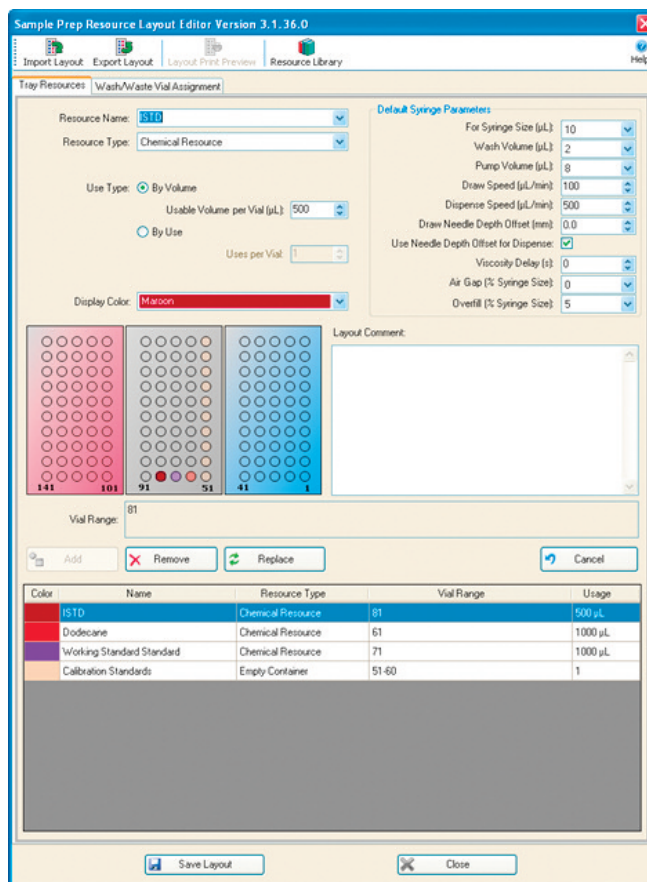 Sample Prep Resource Layout Editor Version 3.1.36.0
Import Layout Export Layout Layout Print Preview Resource Library Help
Tray Resources Wash/Waste Vial Assignment
Resource Name: ISTD
Resource Type: Chemical Resource
Use Type: By Volume
Usable Volume per Vial (µL): 500
By Use
Uses per Vial: 1
Display Color: Maroon
Default Syringe Parameters
For Syringe Size (µL): 10
Wash Volume (µL): 2
Pump Volume (µL): 8
Draw Speed (µL/min): 100
Dispense Speed (µL/min): 500
Draw Needle Depth Offset (mm): 0.0
Use Needle Depth Offset for Dispense:
Viscosity Delay (s): 0
Air Gap (% Syringe Size): 0
Overfill (% Syringe Size): 5
141 101 91 51 41 1
Layout Comment:
Vial Range: 81
Add Remove Replace Cancel
Color Name Resource Type Vial Range Usage
ISTD Chemical Resource 81 500 µL
Dodecane Chemical Resource 61 1000 µL
Working Standard Standard Chemical Resource 71 1000 µL
Calibration Standards Empty Container 51-60 1
Save Layout Close